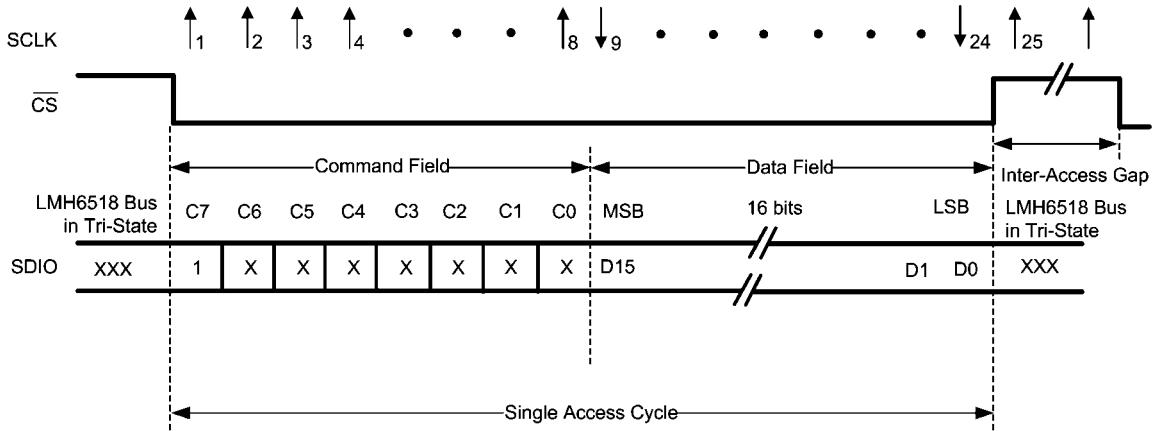 SCLK 1 2 3 4 8 9 24 25
CS
Command Field Data Field
Inter-Access Gap
LMH6518 Bus
in Tri-State
C7 C6 C5 C4 C3 C2 C1 C0 MSB 16 bits LSB
LMH6518 Bus
in Tri-State
SDIO XXX 1 X X X X X X X D15 D1 D0 XXX
Single Access Cycle